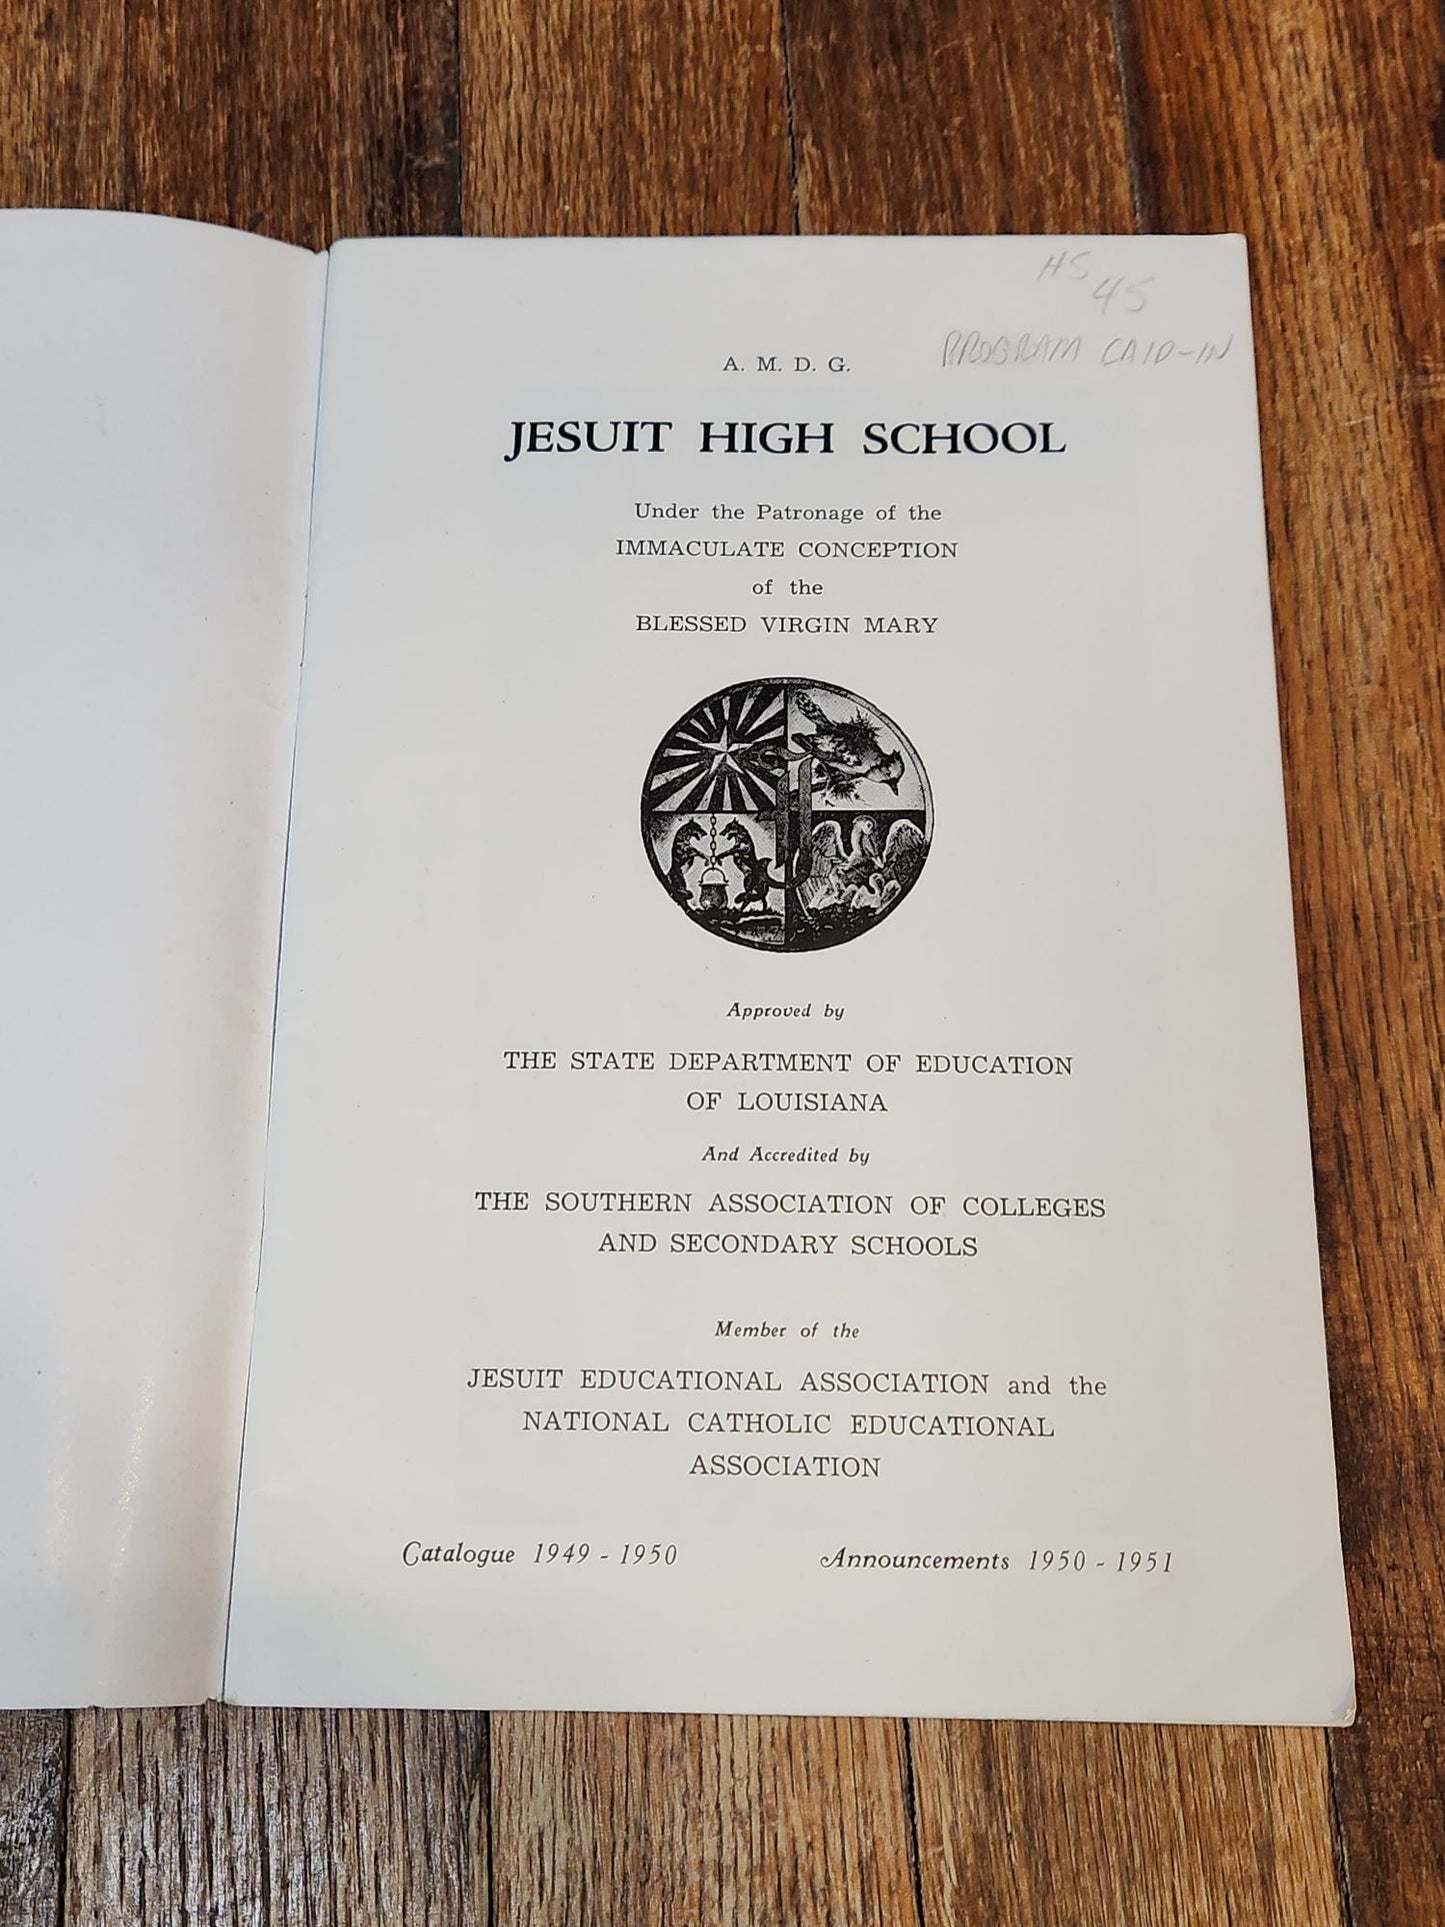 HS
45
PROGRAM LAID-IN
A. M. D. G.
JESUIT HIGH SCHOOL
Under the Patronage of the
IMMACULATE CONCEPTION
of the
BLESSED VIRGIN MARY
Approved by
THE STATE DEPARTMENT OF EDUCATION
OF LOUISIANA
And Accredited by
THE SOUTHERN ASSOCIATION OF COLLEGES
AND SECONDARY SCHOOLS
Member of the
JESUIT EDUCATIONAL ASSOCIATION and the
NATIONAL CATHOLIC EDUCATIONAL
ASSOCIATION
Catalogue 1949 - 1950 Announcements 1950 - 1951